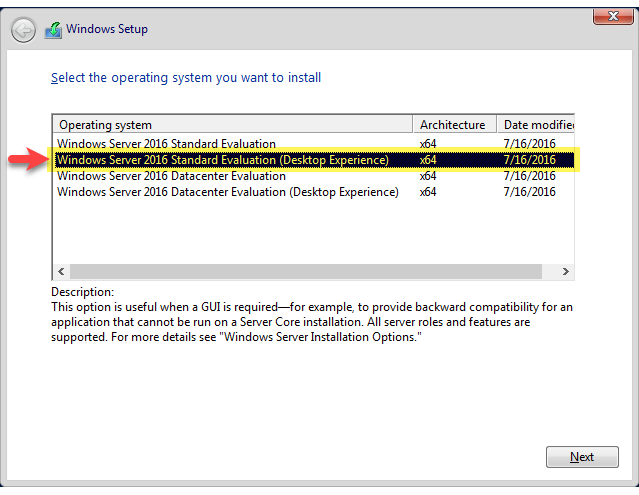 Windows Setup
Select the operating system you want to install
Operating system Architecture Date modified
Windows Server 2016 Standard Evaluation x64 7/16/2016
Windows Server 2016 Standard Evaluation (Desktop Experience) x64 7/16/2016
Windows Server 2016 Datacenter Evaluation x64 7/16/2016
Windows Server 2016 Datacenter Evaluation (Desktop Experience) x64 7/16/2016
Description:
This option is useful when a GUI is required—for example, to provide backward compatibility for an
application that cannot be run on a Server Core installation. All server roles and features are
supported. For more details see "Windows Server Installation Options."
Next